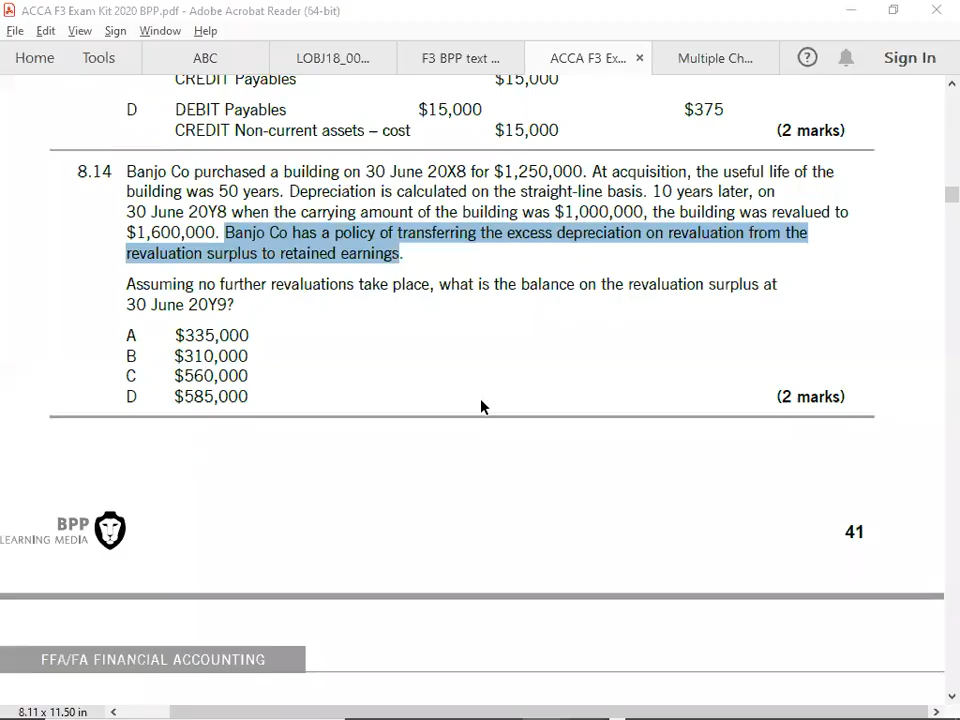 ACCA F3 Exam Kit 2020 BPP.pdf - Adobe Acrobat Reader (64-bit)
File Edit View Sign Window Help
Home Tools ABC LOBJ18_00... F3 BPP text ... ACCA F3 Ex... × Multiple Ch... ? Sign In
CREDIT Payables $15,000
D DEBIT Payables $15,000 $375
CREDIT Non-current assets – cost $15,000 (2 marks)
8.14 Banjo Co purchased a building on 30 June 20X8 for $1,250,000. At acquisition, the useful life of the
building was 50 years. Depreciation is calculated on the straight-line basis. 10 years later, on
30 June 20Y8 when the carrying amount of the building was $1,000,000, the building was revalued to
$1,600,000. Banjo Co has a policy of transferring the excess depreciation on revaluation from the
revaluation surplus to retained earnings.
Assuming no further revaluations take place, what is the balance on the revaluation surplus at
30 June 20Y9?
A $335,000
B $310,000
C $560,000
D $585,000 (2 marks)
BPP
LEARNING MEDIA
41
FFA/FA FINANCIAL ACCOUNTING
8.11 x 11.50 in